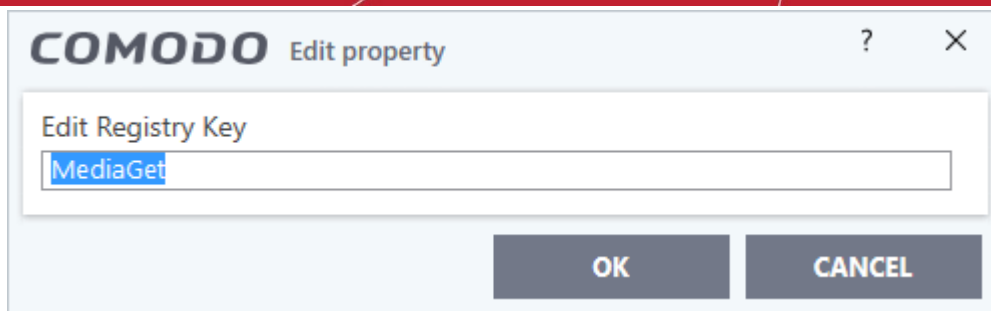 COMODO Edit property ? ×
Edit Registry Key
MediaGet
OK CANCEL